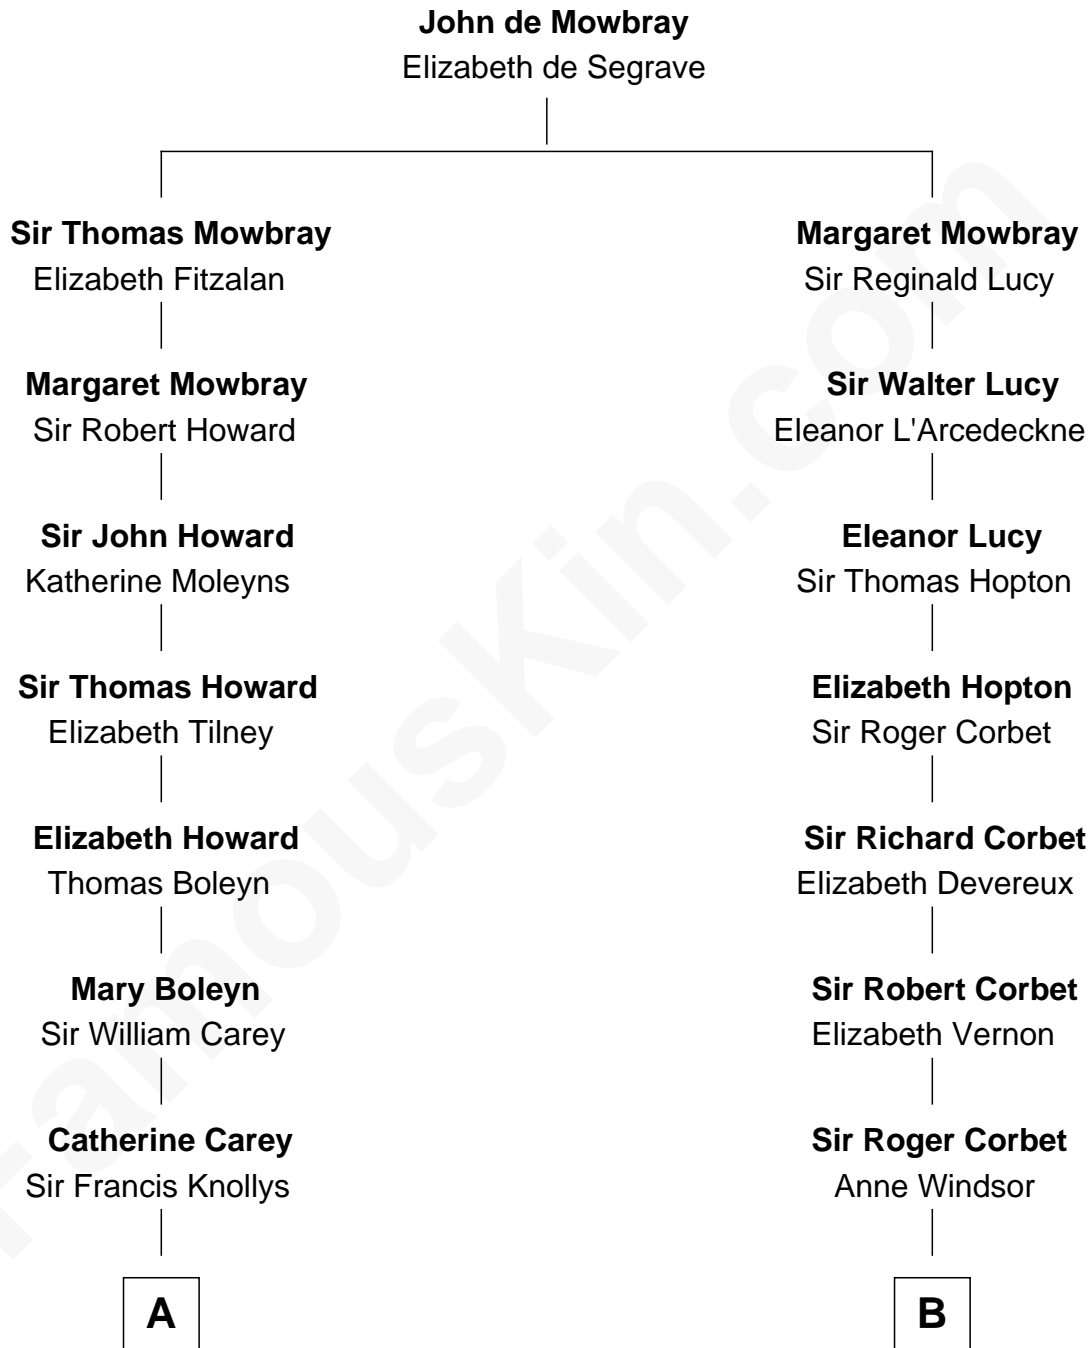 John de Mowbray
Elizabeth de Segrave
Sir Thomas Mowbray
Elizabeth Fitzalan
Margaret Mowbray
Sir Reginald Lucy
Margaret Mowbray
Sir Robert Howard
Sir Walter Lucy
Eleanor L'Arcedeckne
Sir John Howard
Katherine Moleyns
Eleanor Lucy
Sir Thomas Hopton
Sir Thomas Howard
Elizabeth Tilney
Elizabeth Hopton
Sir Roger Corbet
Elizabeth Howard
Thomas Boleyn
Sir Richard Corbet
Elizabeth Devereux
Mary Boleyn
Sir William Carey
Sir Robert Corbet
Elizabeth Vernon
Catherine Carey
Sir Francis Knollys
Sir Roger Corbet
Anne Windsor
A
B
FamousKin.com